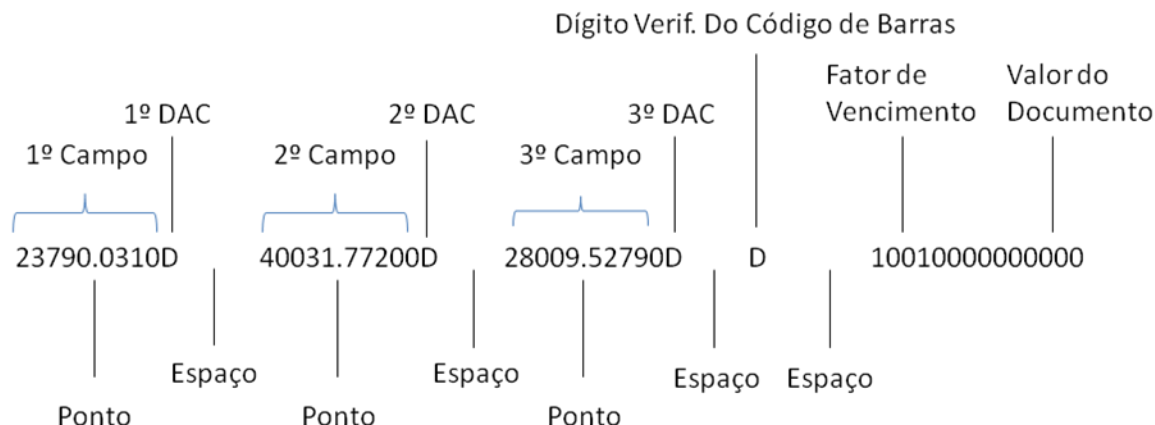 Dígito Verif. Do Código de Barras
Fator de Vencimento
Valor do Documento
1º DAC
2º DAC
3º DAC
1º Campo
2º Campo
3º Campo
23790.0310D 40031.77200D 28009.52790D D 10010000000000
Espaço Espaço Espaço Espaço
Ponto Ponto Ponto